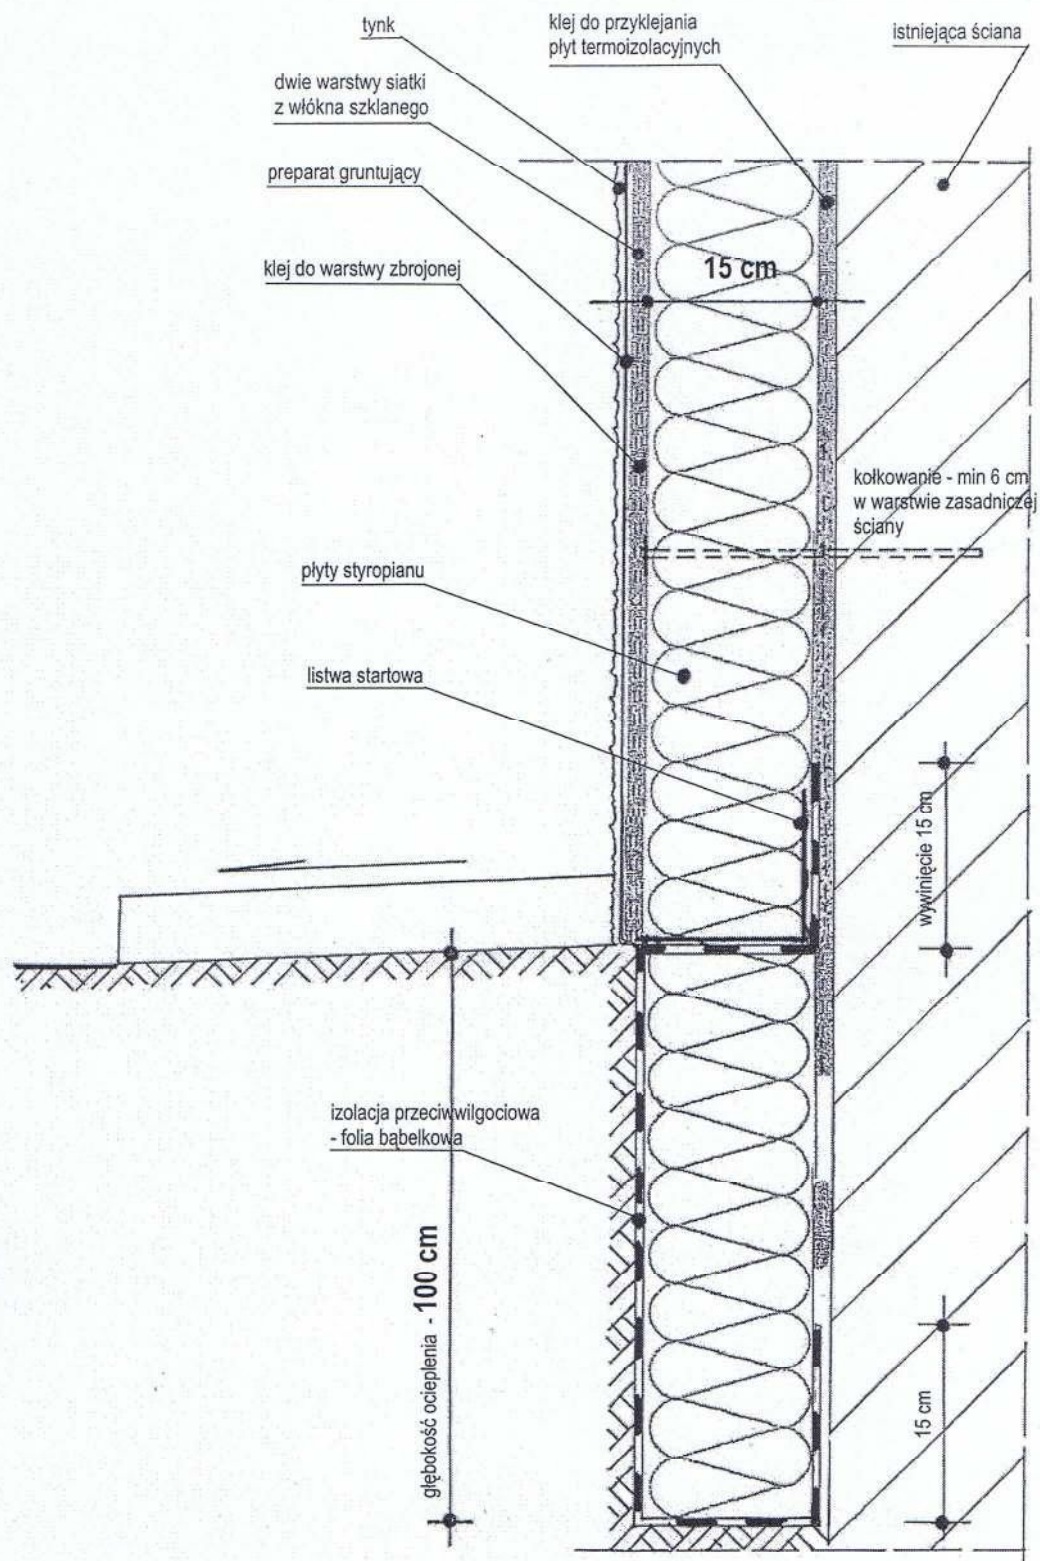 tynk
klej do przyklejania
płyt termoizolacyjnych
istniejąca ściana
dwie warstwy siatki
z włókna szklanego
preparat gruntujący
klej do warstwy zbrojonej
15 cm
kołkowanie - min 6 cm
w warstwie zasadniczej
ściany
płyty styropianu
listwa startowa
wywinięcie 15 cm
izolacja przeciwwilgociowa
- folia bąbelkowa
głębokość ocieplenia - 100 cm
15 cm